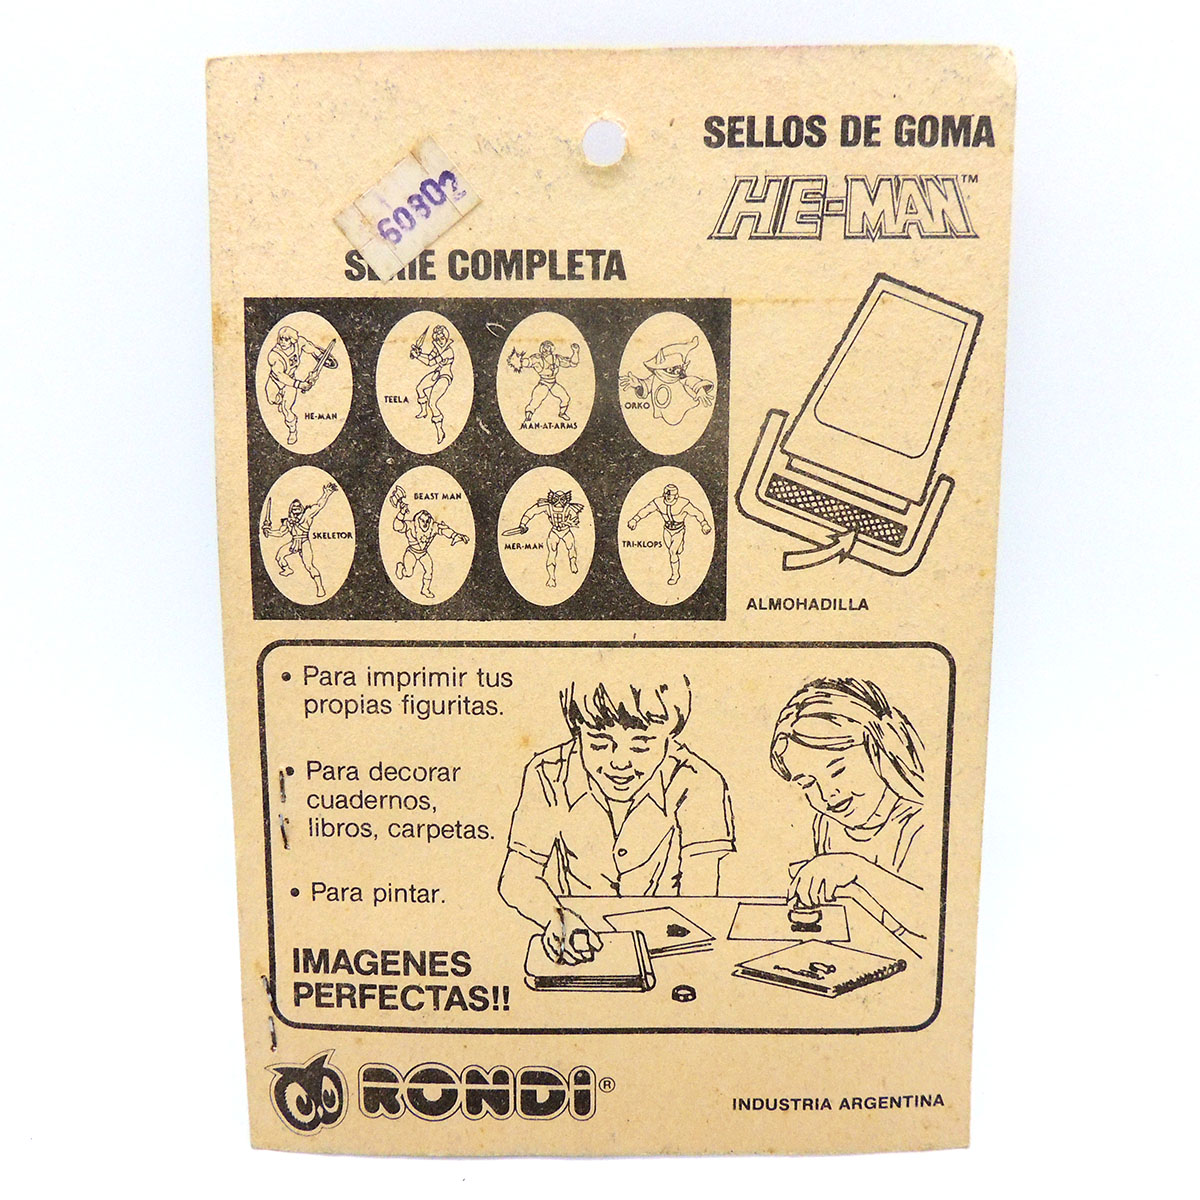 SELLOS DE GOMA
HE-MAN™
60802
SERIE COMPLETA
HE-MAN
TEELA
MAN-AT-ARMS
ORKO
SKELETOR
BEAST MAN
MER-MAN
TRI-KLOPS
ALMOHADILLA
• Para imprimir tus
propias figuritas.
• Para decorar
cuadernos,
libros, carpetas.
• Para pintar.
IMAGENES
PERFECTAS!!
RONDI®
INDUSTRIA ARGENTINA